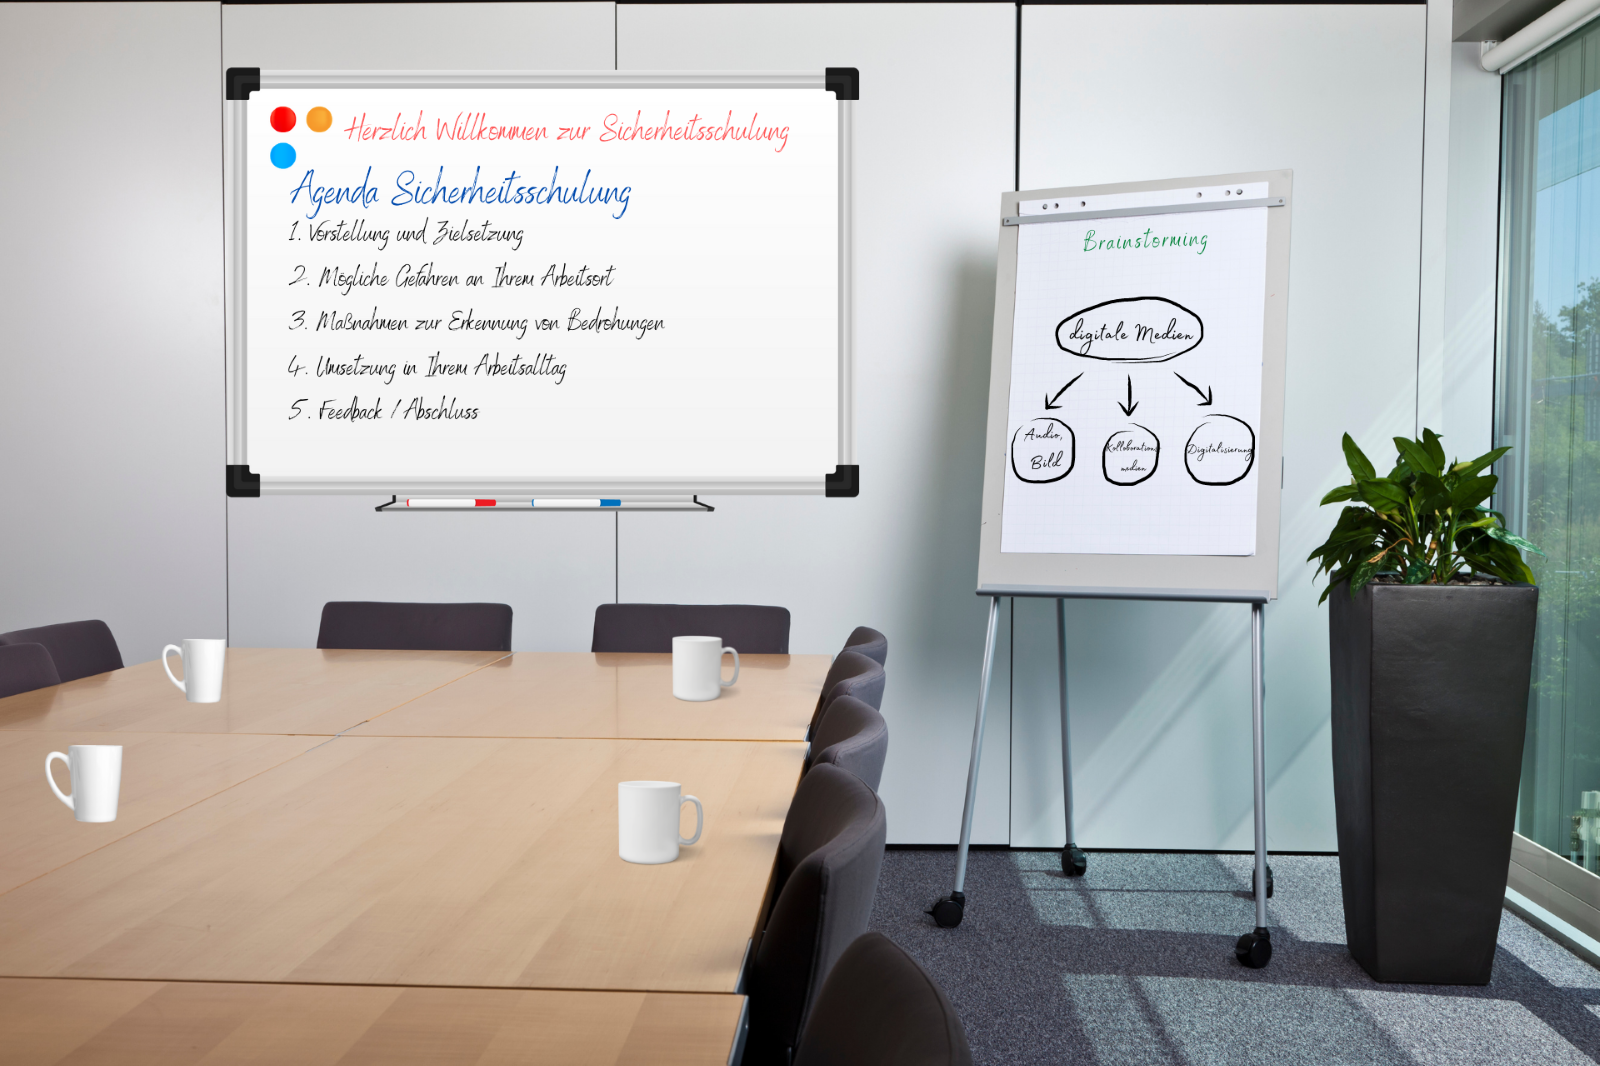 Herzlich Willkommen zur Sicherheitsschulung
Agenda Sicherheitsschulung
1. Vorstellung und Zielsetzung
2. Mögliche Gefahren an Ihrem Arbeitsort
3. Maßnahmen zur Erkennung von Bedrohungen
4. Umsetzung in Ihrem Arbeitsalltag
5. Feedback / Abschluss
Brainstorming
digitale Medien
Audio,
Bild
Kollborations
medien
Digitalisierung